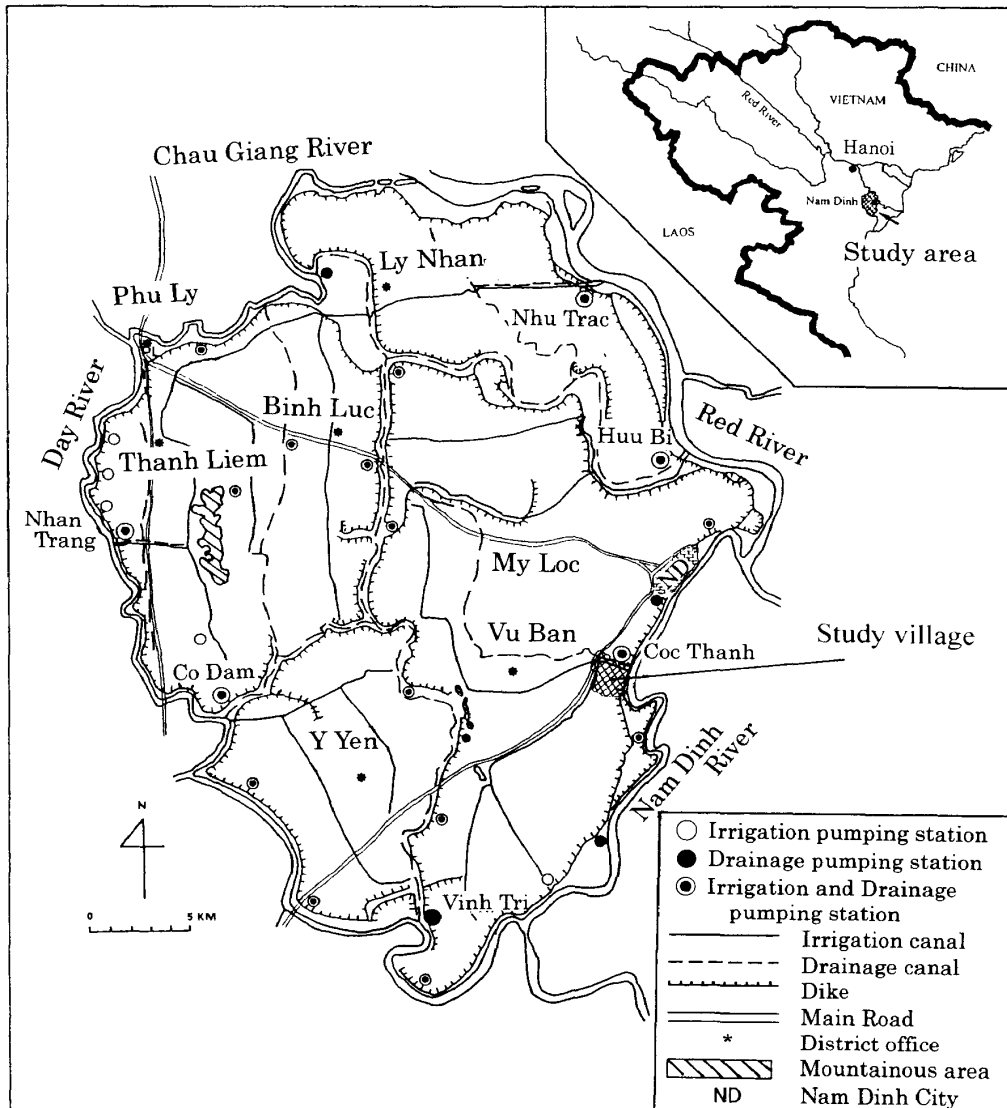 CHINA
VIETNAM
Red River
Hanoi
Nam Dinh
LAOS
Study area
Chau Giang River
Ly Nhan
Phu Ly
Nhu Trac
Day River
Binh Luc
Huu Bi
Red River
Thanh Liem
Nhan
Trang
My Loc
ND
Vu Ban
Coc Thanh
Study village
Co Dam
Y Yen
Nam Dinh
River
N
0 5 KM
Vinh Tri
Irrigation pumping station
Drainage pumping station
Irrigation and Drainage
pumping station
Irrigation canal
Drainage canal
Dike
Main Road
* District office
Mountainous area
ND Nam Dinh City